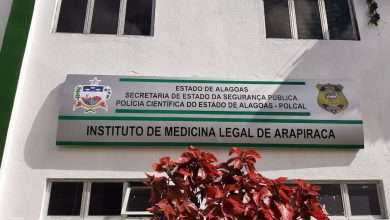 ESTADO DE ALAGOAS
SECRETARIA DE ESTADO DA SEGURANÇA PÚBLICA
POLÍCIA CIENTÍFICA DO ESTADO DE ALAGOAS - POLCAL
INSTITUTO DE MEDICINA LEGAL DE ARAPIRACA